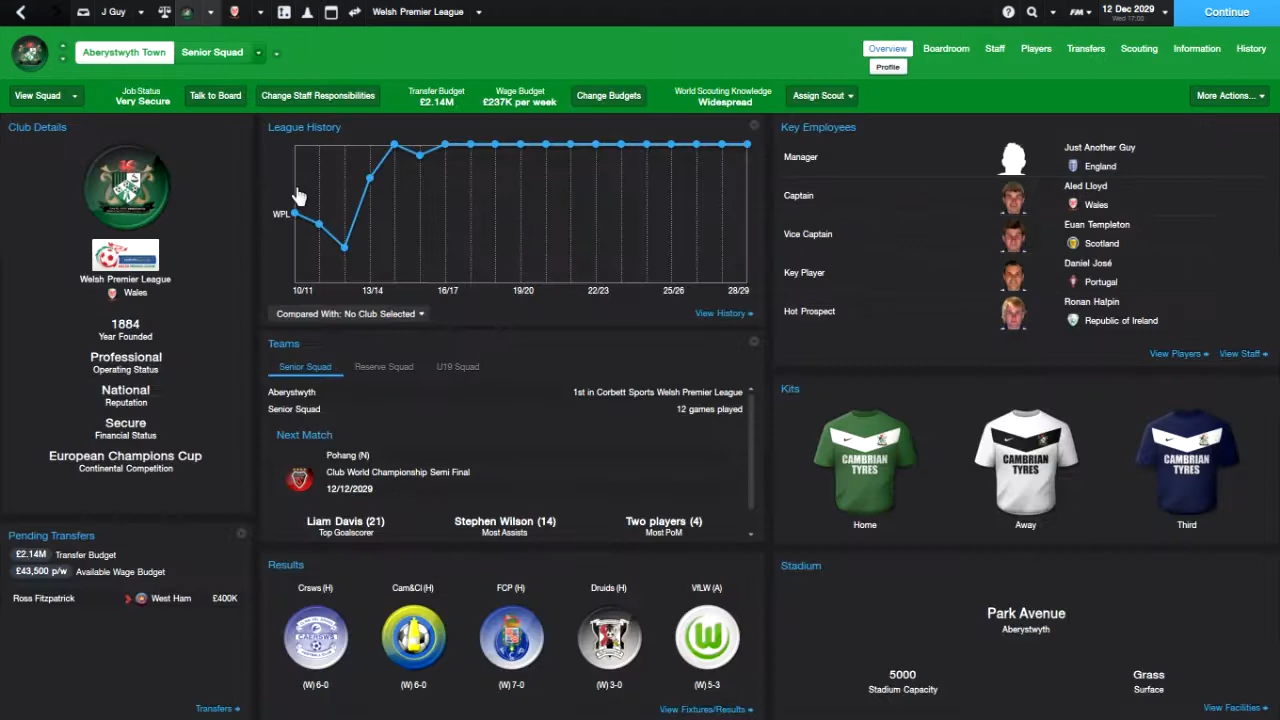 J Guy
Welsh Premier League
FM
12 Dec 2029
Wed 17:00
Continue
Aberystwyth Town
Senior Squad
Overview
Boardroom
Staff
Players
Transfers
Scouting
Information
History
Profile
View Squad
Job Status
Very Secure
Talk to Board
Change Staff Responsibilities
Transfer Budget
£2.14M
Wage Budget
£237K per week
Change Budgets
World Scouting Knowledge
Widespread
Assign Scout
More Actions...
Club Details
Welsh Premier League
Wales
1884
Year Founded
Professional
Operating Status
National
Reputation
Secure
Financial Status
European Champions Cup
Continental Competition
Pending Transfers
£2.14M Transfer Budget
£43,500 p/w Available Wage Budget
Ross Fitzpatrick West Ham £400K
Transfers
League History
WPL
10/11 13/14 16/17 19/20 22/23 25/26 28/29
Compared With: No Club Selected
View History
Teams
Senior Squad Reserve Squad U19 Squad
Aberystwyth 1st in Corbett Sports Welsh Premier League
Senior Squad 12 games played
Next Match
Pohang (N)
Club World Championship Semi Final
12/12/2029
Liam Davis (21) Stephen Wilson (14) Two players (4)
Top Goalscorer Most Assists Most PoM
Results
Crsws (H) Cam&Cl (H) FCP (H) Druids (H) VfLW (A)
CAERSWS
(W) 6-0 (W) 6-0 (W) 7-0 (W) 3-0 (W) 5-3
View Fixtures/Results
Key Employees
Manager
Just Another Guy
England
Captain
Aled Lloyd
Wales
Vice Captain
Euan Templeton
Scotland
Key Player
Daniel José
Portugal
Hot Prospect
Ronan Halpin
Republic of Ireland
View Players View Staff
Kits
CAMBRIAN
TYRES
CAMBRIAN
TYRES
CAMBRIAN
TYRES
Home Away Third
Stadium
Park Avenue
Aberystwyth
5000
Stadium Capacity
Grass
Surface
View Facilities